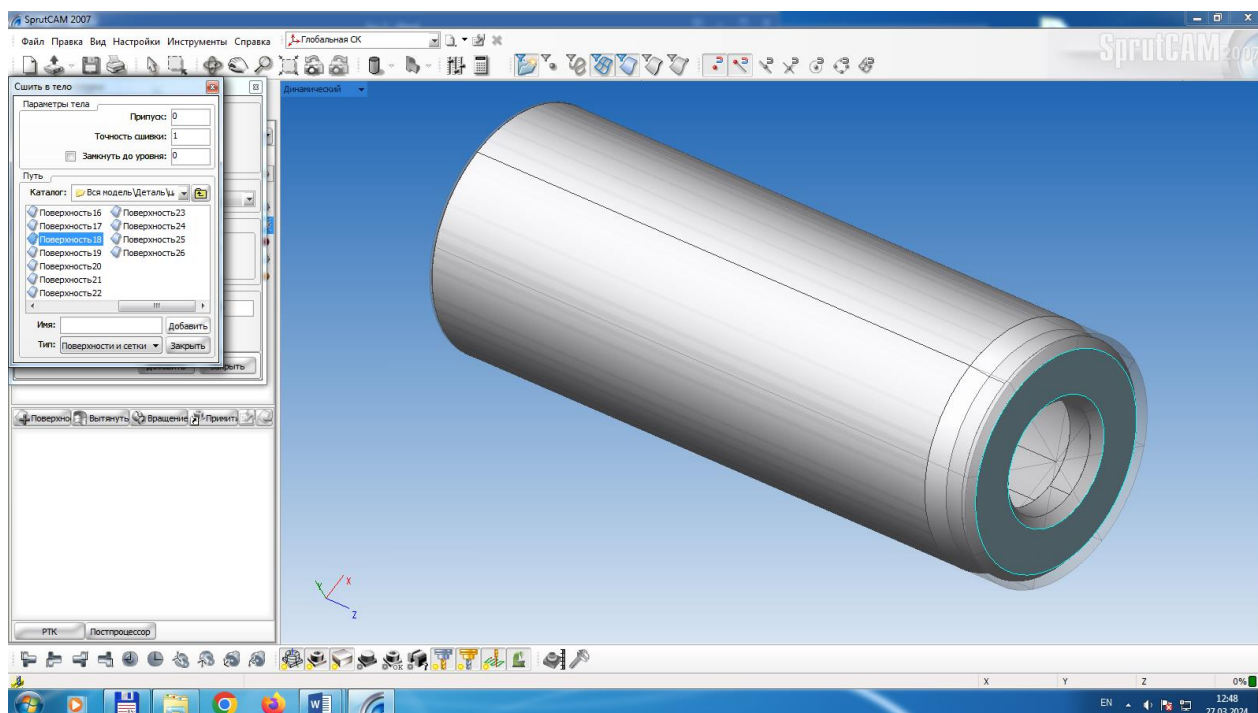 SprutCAM 2007
Файл Правка Вид Настройки Инструменты Справка
Глобальная СК
SprutCAM 2007
Сшить в тело
Динамический
Параметры тела
Припуск: 0
Точность сшивки: 1
Замкнуть до уровня: 0
Путь
Каталог: Вся модель\Деталь\
Поверхность16 Поверхность23
Поверхность17 Поверхность24
Поверхность18 Поверхность25
Поверхность19 Поверхность26
Поверхность20
Поверхность21
Поверхность22
Имя: Добавить
Тип: Поверхности и сетки Закрыть
Поверхно Вытянуть Вращение Примити
X
Y
Z
РТК Постпроцессор
X Y Z 0%
EN 12:48
27.03.2024